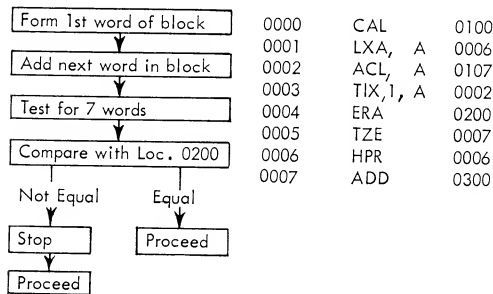 Form 1st word of block
Add next word in block
Test for 7 words
Compare with Loc. 0200
Not Equal Equal
Stop Proceed
Proceed
0000 CAL 0100
0001 LXA, A 0006
0002 ACL, A 0107
0003 TIX,1, A 0002
0004 ERA 0200
0005 TZE 0007
0006 HPR 0006
0007 ADD 0300